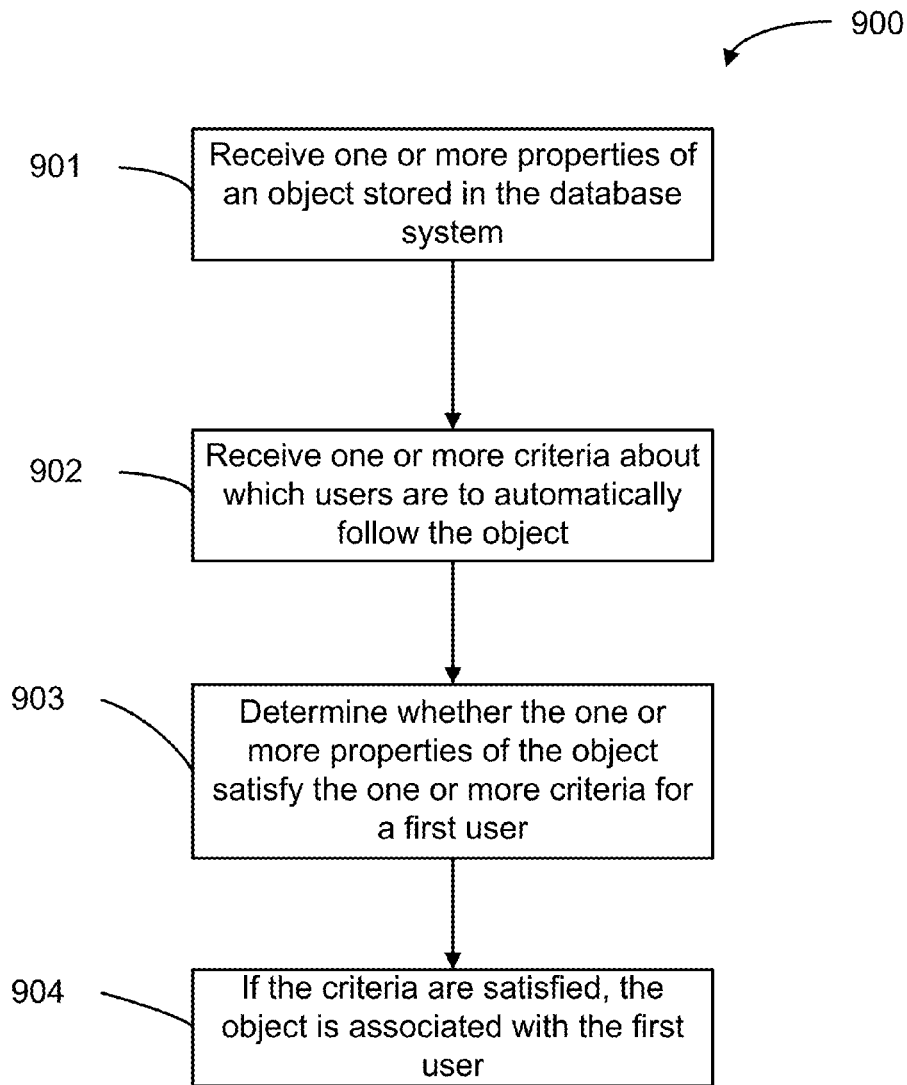 900
901
Receive one or more properties of
an object stored in the database
system
902
Receive one or more criteria about
which users are to automatically
follow the object
903
Determine whether the one or
more properties of the object
satisfy the one or more criteria for
a first user
904
If the criteria are satisfied, the
object is associated with the first
user